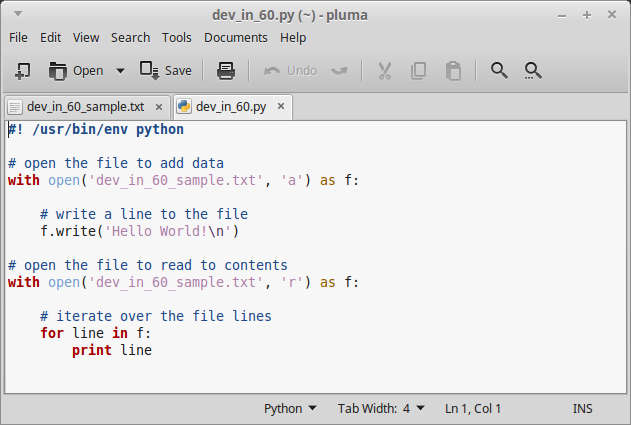 dev_in_60.py (~) - pluma
File Edit View Search Tools Documents Help
Open Save Undo
dev_in_60_sample.txt × dev_in_60.py ×
#! /usr/bin/env python
# open the file to add data
with open('dev_in_60_sample.txt', 'a') as f:
    # write a line to the file
    f.write('Hello World!\n')
# open the file to read to contents
with open('dev_in_60_sample.txt', 'r') as f:
    # iterate over the file lines
    for line in f:
        print line
Python Tab Width: 4 Ln 1, Col 1 INS